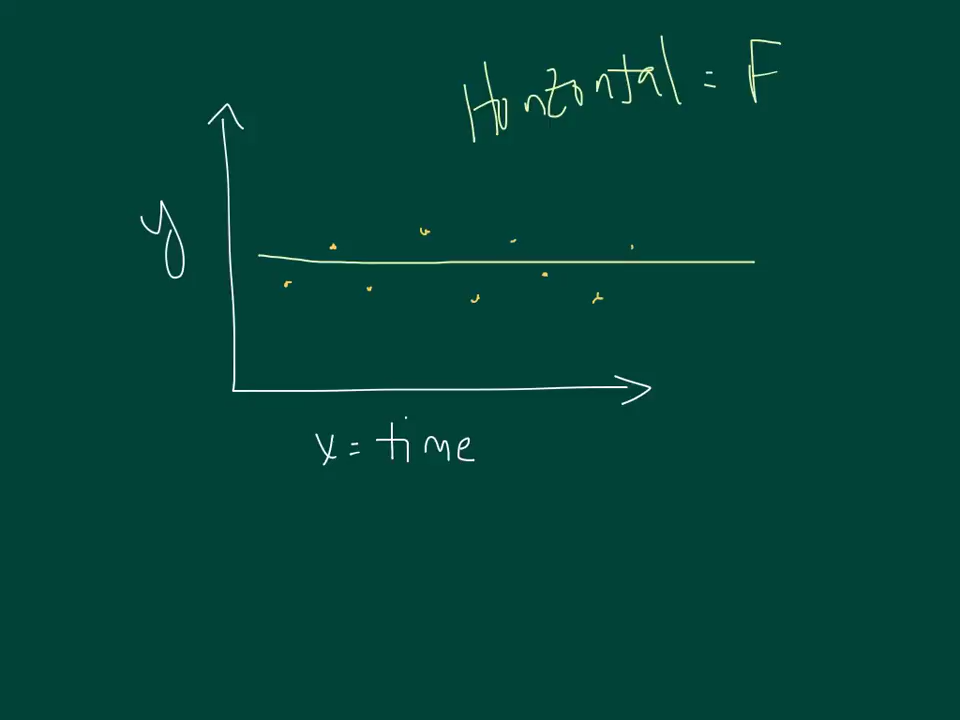 Horizontal = F
y
x = time